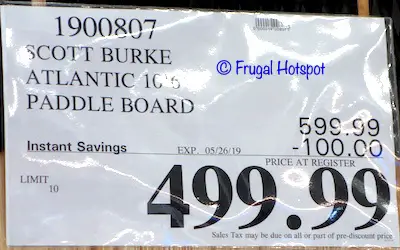 1900807
SCOTT BURKE
ATLANTIC 10'6
PADDLE BOARD
© Frugal Hotspot
599.99
Instant Savings EXP. 05/26/19 -100.00
PRICE AT REGISTER
LIMIT
10
499.99
Sales Tax may be due on all or part of pre-discount price